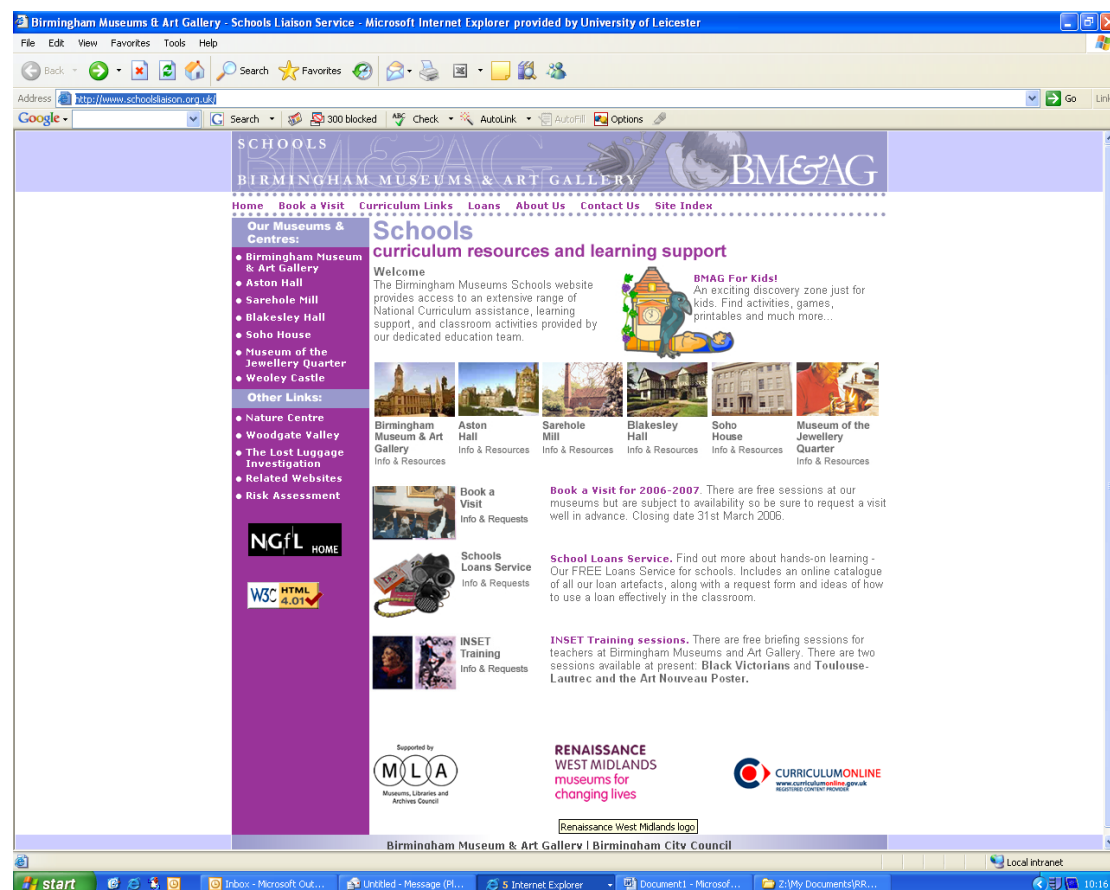 Birmingham Museums & Art Gallery - Schools Liaison Service - Microsoft Internet Explorer provided by University of Leicester
File Edit View Favorites Tools Help
Back Search Favorites
Address http://www.schoolsliaison.org.uk/ Go Link
Google Search 300 blocked Check AutoLink AutoFill Options
SCHOOLS
BIRMINGHAM MUSEUMS & ART GALLERY
BM&AG
Home Book a Visit Curriculum Links Loans About Us Contact Us Site Index
Our Museums &
Centres:
Birmingham Museum
& Art Gallery
Aston Hall
Sarehole Mill
Blakesley Hall
Soho House
Museum of the
Jewellery Quarter
Weoley Castle
Other Links:
Nature Centre
Woodgate Valley
The Lost Luggage
Investigation
Related Websites
Risk Assessment
NGfL HOME
W3C HTML
4.01
Schools
curriculum resources and learning support
Welcome
The Birmingham Museums Schools website
provides access to an extensive range of
National Curriculum assistance, learning
support, and classroom activities provided by
our dedicated education team.
BMAG For Kids!
An exciting discovery zone just for
kids. Find activities, games,
printables and much more...
Birmingham
Museum & Art
Gallery
Info & Resources
Aston
Hall
Info & Resources
Sarehole
Mill
Info & Resources
Blakesley
Hall
Info & Resources
Soho
House
Info & Resources
Museum of the
Jewellery
Quarter
Info & Resources
Book a
Visit
Info & Requests
Book a Visit for 2006-2007. There are free sessions at our
museums but are subject to availability so be sure to request a visit
well in advance. Closing date 31st March 2006.
Schools
Loans Service
Info & Requests
School Loans Service. Find out more about hands-on learning -
Our FREE Loans Service for schools. Includes an online catalogue
of all our loan artefacts, along with a request form and ideas of how
to use a loan effectively in the classroom.
INSET
Training
Info & Requests
INSET Training sessions. There are free briefing sessions for
teachers at Birmingham Museums and Art Gallery. There are two
sessions available at present: Black Victorians and Toulouse-
Lautrec and the Art Nouveau Poster.
Supported by
MLA
Museums, Libraries and
Archives Council
RENAISSANCE
WEST MIDLANDS
museums for
changing lives
CURRICULUMONLINE
www.curriculumonline.gov.uk
REGISTERED CONTENT PROVIDER
Renaissance West Midlands logo
Birmingham Museum & Art Gallery | Birmingham City Council
Local intranet
start Inbox - Microsoft Out... Untitled - Message (Pl... 5 Internet Explorer Document1 - Microsof... Z:\My Documents\RR... 10:16